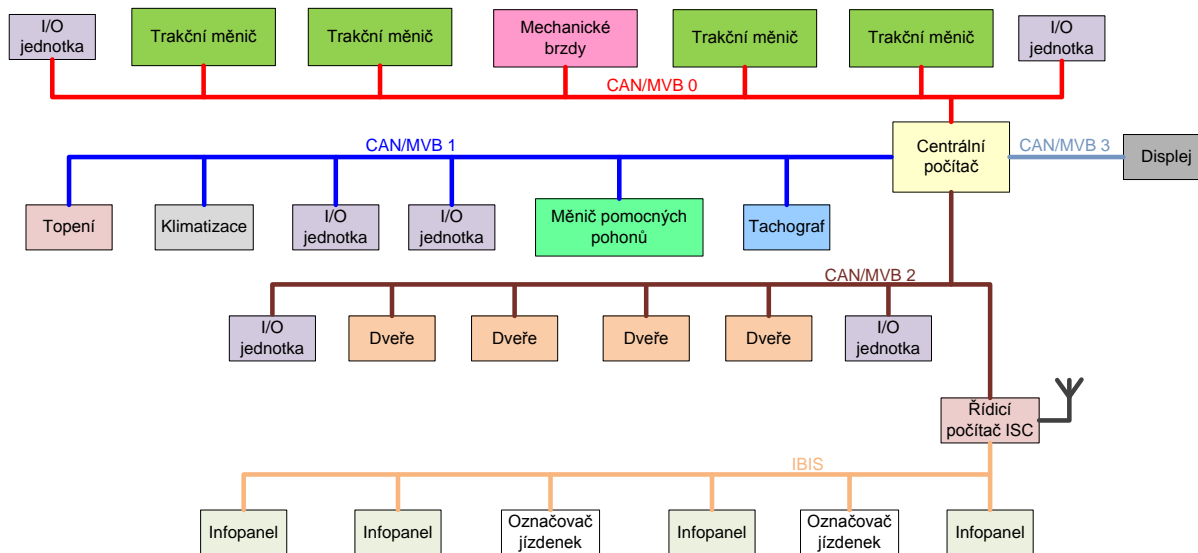 I/O
jednotka
Trakční měnič
Trakční měnič
Mechanické
brzdy
Trakční měnič
Trakční měnič
I/O
jednotka
CAN/MVB 0
CAN/MVB 1
Centrální
počítač
CAN/MVB 3
Displej
Topení
Klimatizace
I/O
jednotka
I/O
jednotka
Měnič pomocných
pohonů
Tachograf
CAN/MVB 2
I/O
jednotka
Dveře
Dveře
Dveře
Dveře
I/O
jednotka
Řídicí
počítač ISC
IBIS
Infopanel
Infopanel
Označovač
jízdenek
Infopanel
Označovač
jízdenek
Infopanel